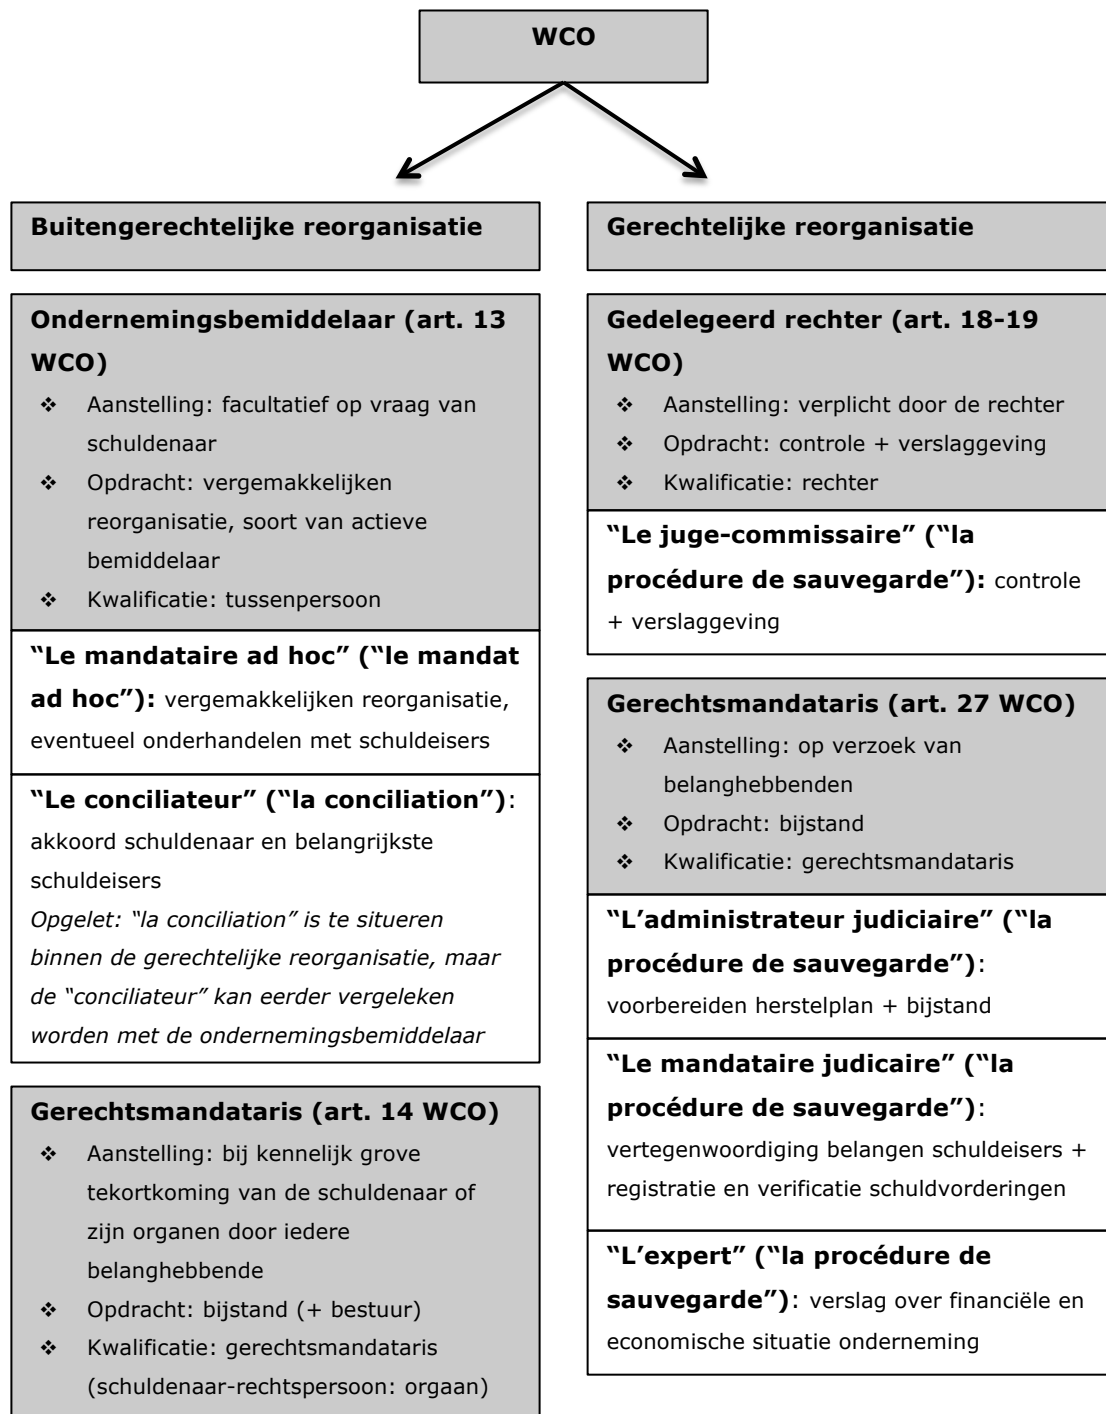 WCO
Buitengerechtelijke reorganisatie
Ondernemingsbemiddelaar (art. 13
WCO)
❖ Aanstelling: facultatief op vraag van
schuldenaar
❖ Opdracht: vergemakkelijken
reorganisatie, soort van actieve
bemiddelaar
❖ Kwalificatie: tussenpersoon
“Le mandataire ad hoc” (“le mandat
ad hoc”): vergemakkelijken reorganisatie,
eventueel onderhandelen met schuldeisers
“Le conciliateur” (“la conciliation”):
akkoord schuldenaar en belangrijkste
schuldeisers
Opgelet: “la conciliation” is te situeren
binnen de gerechtelijke reorganisatie, maar
de “conciliateur” kan eerder vergeleken
worden met de ondernemingsbemiddelaar
Gerechtsmandataris (art. 14 WCO)
❖ Aanstelling: bij kennelijk grove
tekortkoming van de schuldenaar of
zijn organen door iedere
belanghebbende
❖ Opdracht: bijstand (+ bestuur)
❖ Kwalificatie: gerechtsmandataris
(schuldenaar-rechtspersoon: orgaan)
Gerechtelijke reorganisatie
Gedelegeerd rechter (art. 18-19
WCO)
❖ Aanstelling: verplicht door de rechter
❖ Opdracht: controle + verslaggeving
❖ Kwalificatie: rechter
“Le juge-commissaire” (“la
procédure de sauvegarde”): controle
+ verslaggeving
Gerechtsmandataris (art. 27 WCO)
❖ Aanstelling: op verzoek van
belanghebbenden
❖ Opdracht: bijstand
❖ Kwalificatie: gerechtsmandataris
“L’administrateur judiciaire” (“la
procédure de sauvegarde”):
voorbereiden herstelplan + bijstand
“Le mandataire judicaire” (“la
procédure de sauvegarde”):
vertegenwoordiging belangen schuldeisers +
registratie en verificatie schuldvorderingen
“L’expert” (“la procédure de
sauvegarde”): verslag over financiële en
economische situatie onderneming